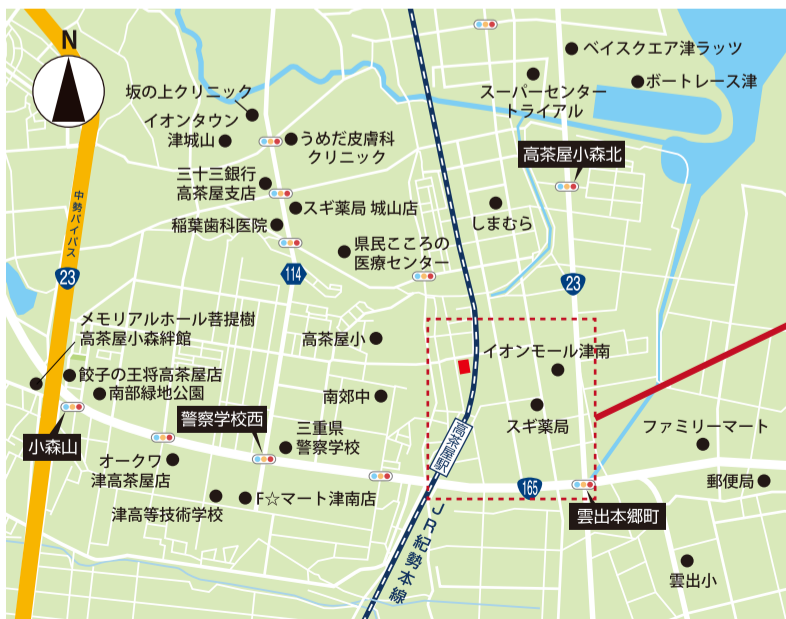 N
ベイスクエア津ラッツ
ボートレース津
スーパーセンター
トライアル
坂の上クリニック
イオンタウン
津城山
うめだ皮膚科
クリニック
高茶屋小森北
三十三銀行
高茶屋支店
スギ薬局 城山店
稲葉歯科医院
しまむら
県民こころの
医療センター
中勢バイパス
23
114
23
メモリアルホール菩提樹
高茶屋小森絆館
高茶屋小
イオンモール津南
餃子の王将高茶屋店
南部緑地公園
南郊中
スギ薬局
警察学校西
三重県
警察学校
高茶屋駅
ファミリーマート
小森山
オークワ
津高茶屋店
F☆マート津南店
津高等技術学校
165
郵便局
雲出本郷町
JR紀勢本線
雲出小